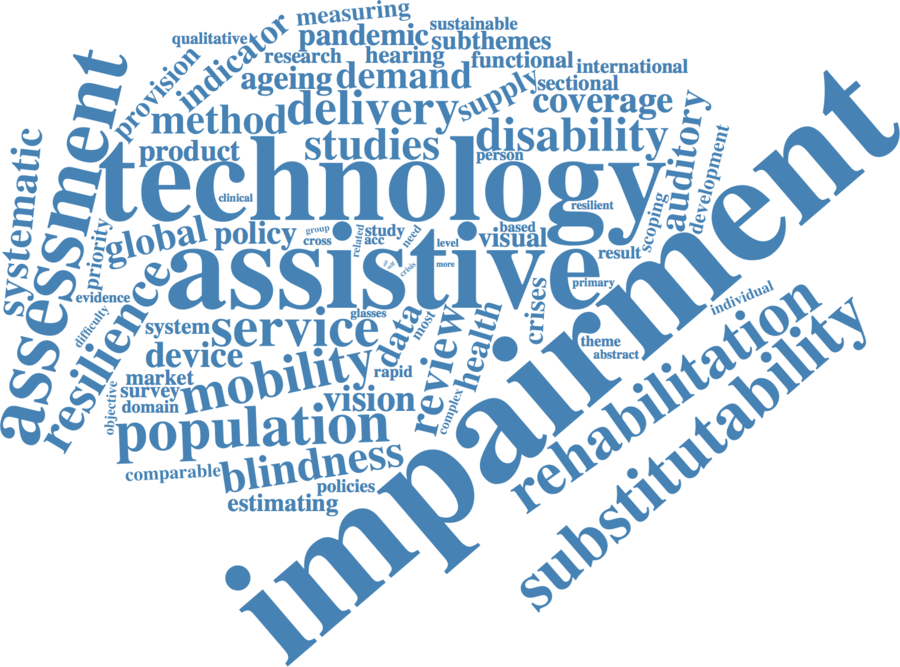 measuring
sustainable
qualitative
indicator
pandemic
subthemes
research
hearing
functional
international
provision
ageing
demand
supply
sectional
coverage
assessment
method
delivery
disability
auditory
development
systematic
product
studies
person
technology
clinical
resilient
scoping
priority
global
policy
group
cross
related
study
acc
need
level
based
visual
result
impairment
assistive
crisis
more
primary
evidence
difficulty
resilience
system
service
glasses
data
most
crises
individual
device
theme
abstract
rapid
review
health
market
survey
domain
objective
mobility
vision
complex
rehabilitation
population
substitutability
comparable
blindness
policies
estimating